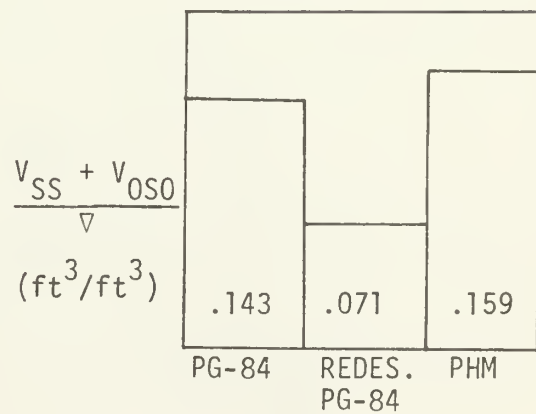 V_SS + V_OSO
∇
(ft³/ft³)
.143 .071 .159
PG-84 REDES. PG-84 PHM